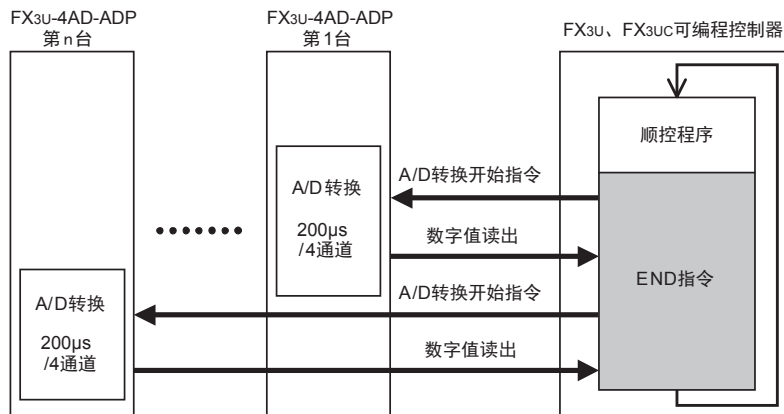 FX3U-4AD-ADP
第n台
FX3U-4AD-ADP
第1台
FX3U、FX3UC可编程控制器
顺控程序
END指令
A/D转换
200µs
/4通道
A/D转换开始指令
数字值读出
A/D转换
200µs
/4通道
A/D转换开始指令
数字值读出